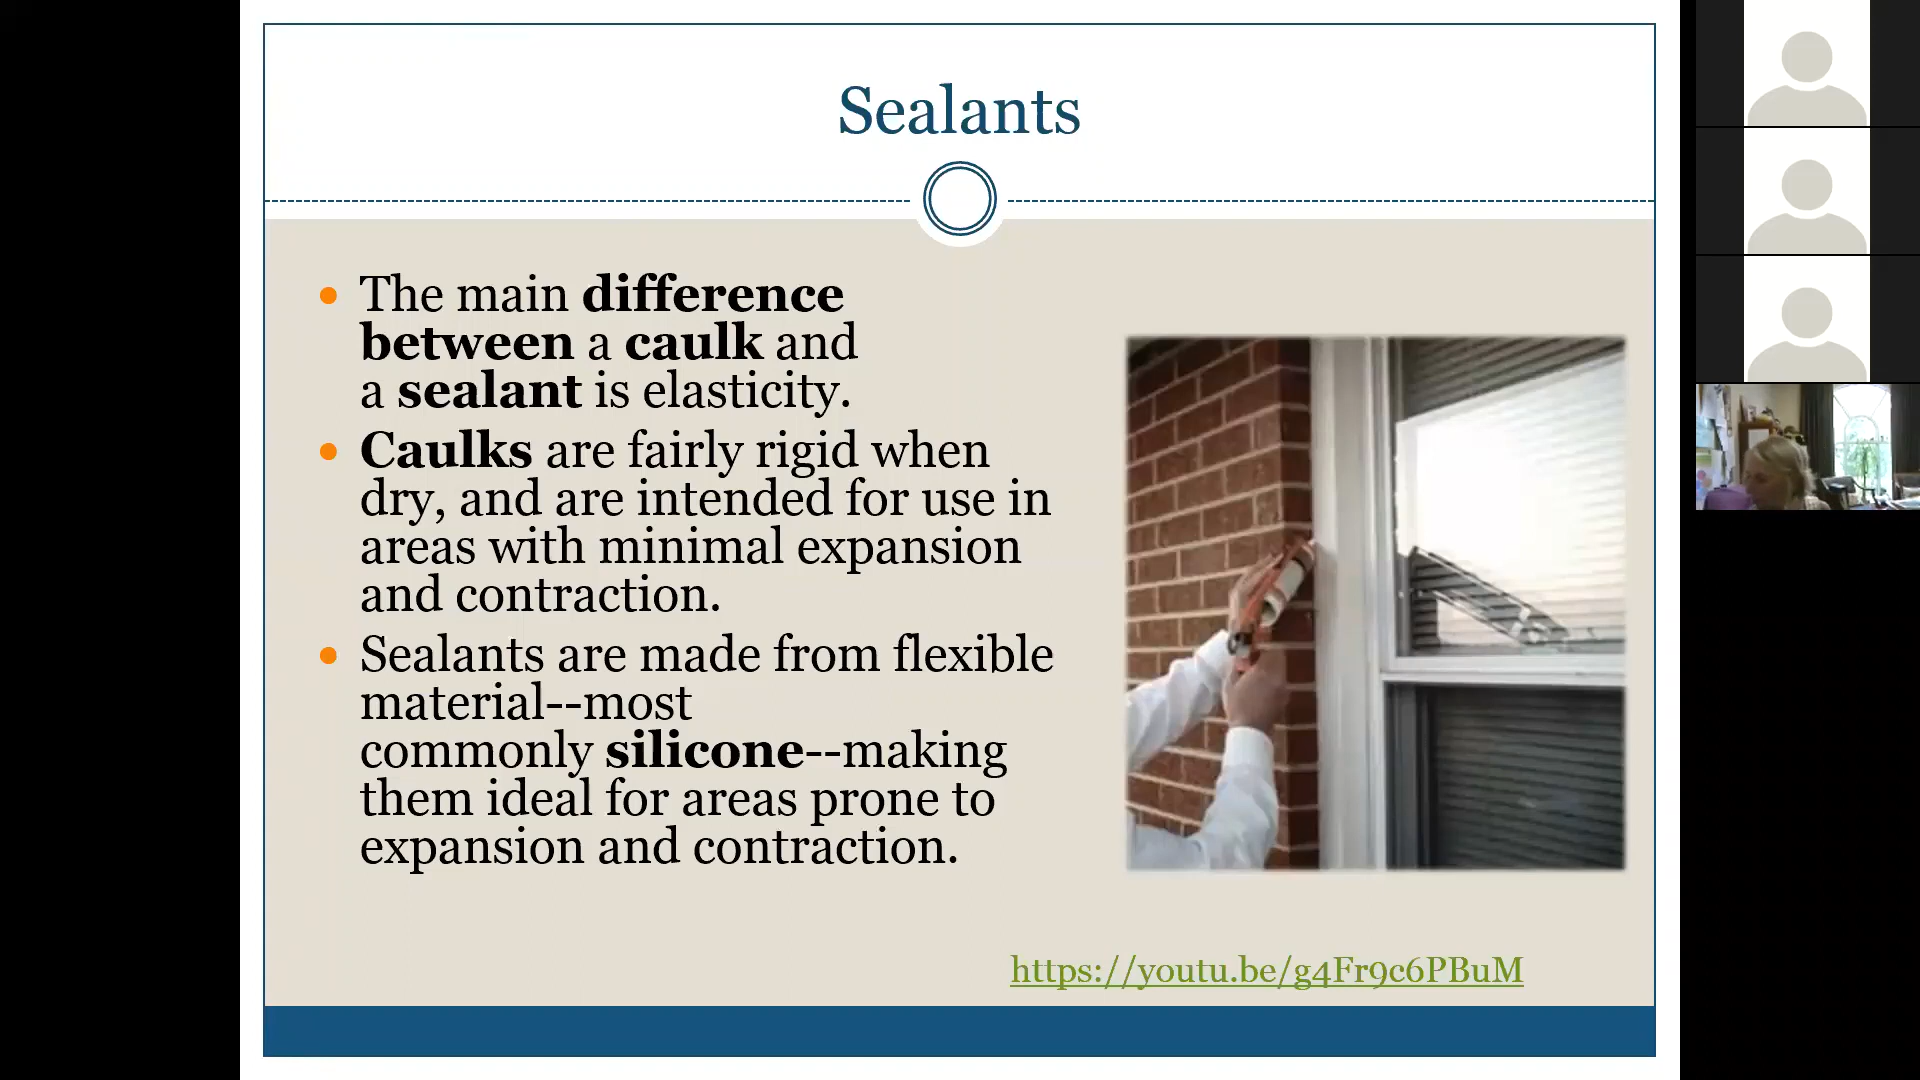 Sealants
The main difference
between a caulk and
a sealant is elasticity.
Caulks are fairly rigid when
dry, and are intended for use in
areas with minimal expansion
and contraction.
Sealants are made from flexible
material--most
commonly silicone--making
them ideal for areas prone to
expansion and contraction.
https://youtu.be/g4Fr9c6PBuM